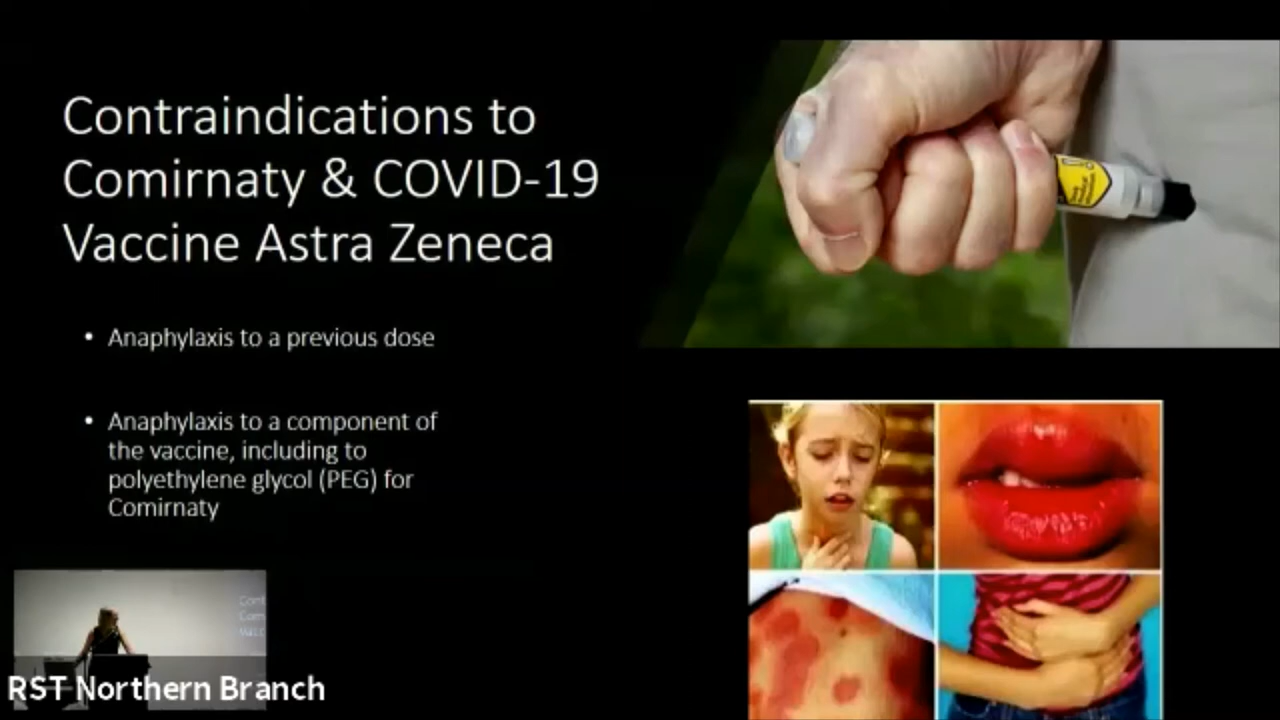 Contraindications to
Comirnaty & COVID-19
Vaccine Astra Zeneca
• Anaphylaxis to a previous dose
• Anaphylaxis to a component of
the vaccine, including to
polyethylene glycol (PEG) for
Comirnaty
RST Northern Branch